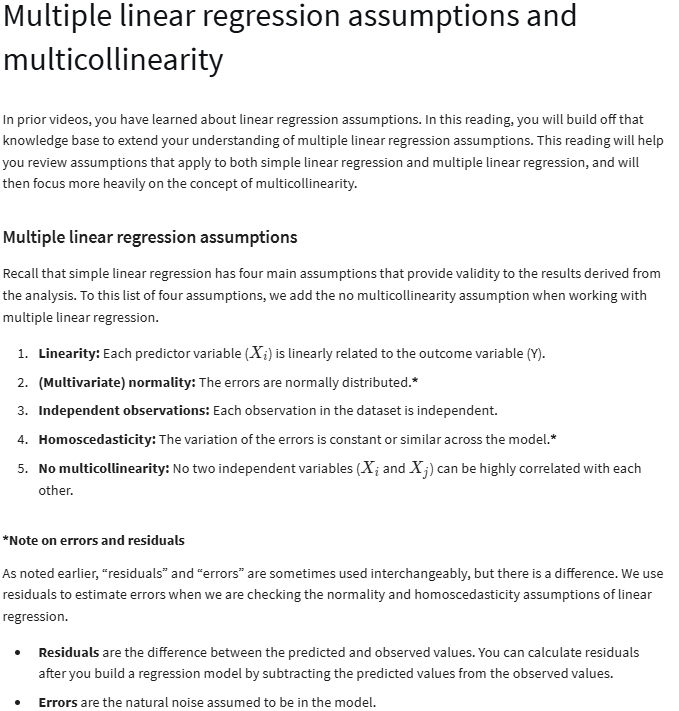 Multiple linear regression assumptions and
multicollinearity
In prior videos, you have learned about linear regression assumptions. In this reading, you will build off that
knowledge base to extend your understanding of multiple linear regression assumptions. This reading will help
you review assumptions that apply to both simple linear regression and multiple linear regression, and will
then focus more heavily on the concept of multicollinearity.
Multiple linear regression assumptions
Recall that simple linear regression has four main assumptions that provide validity to the results derived from
the analysis. To this list of four assumptions, we add the no multicollinearity assumption when working with
multiple linear regression.
1. Linearity: Each predictor variable (Xᵢ) is linearly related to the outcome variable (Y).
2. (Multivariate) normality: The errors are normally distributed.*
3. Independent observations: Each observation in the dataset is independent.
4. Homoscedasticity: The variation of the errors is constant or similar across the model.*
5. No multicollinearity: No two independent variables (Xᵢ and Xⱼ) can be highly correlated with each
other.
*Note on errors and residuals
As noted earlier, “residuals” and “errors” are sometimes used interchangeably, but there is a difference. We use
residuals to estimate errors when we are checking the normality and homoscedasticity assumptions of linear
regression.
• Residuals are the difference between the predicted and observed values. You can calculate residuals
after you build a regression model by subtracting the predicted values from the observed values.
• Errors are the natural noise assumed to be in the model.